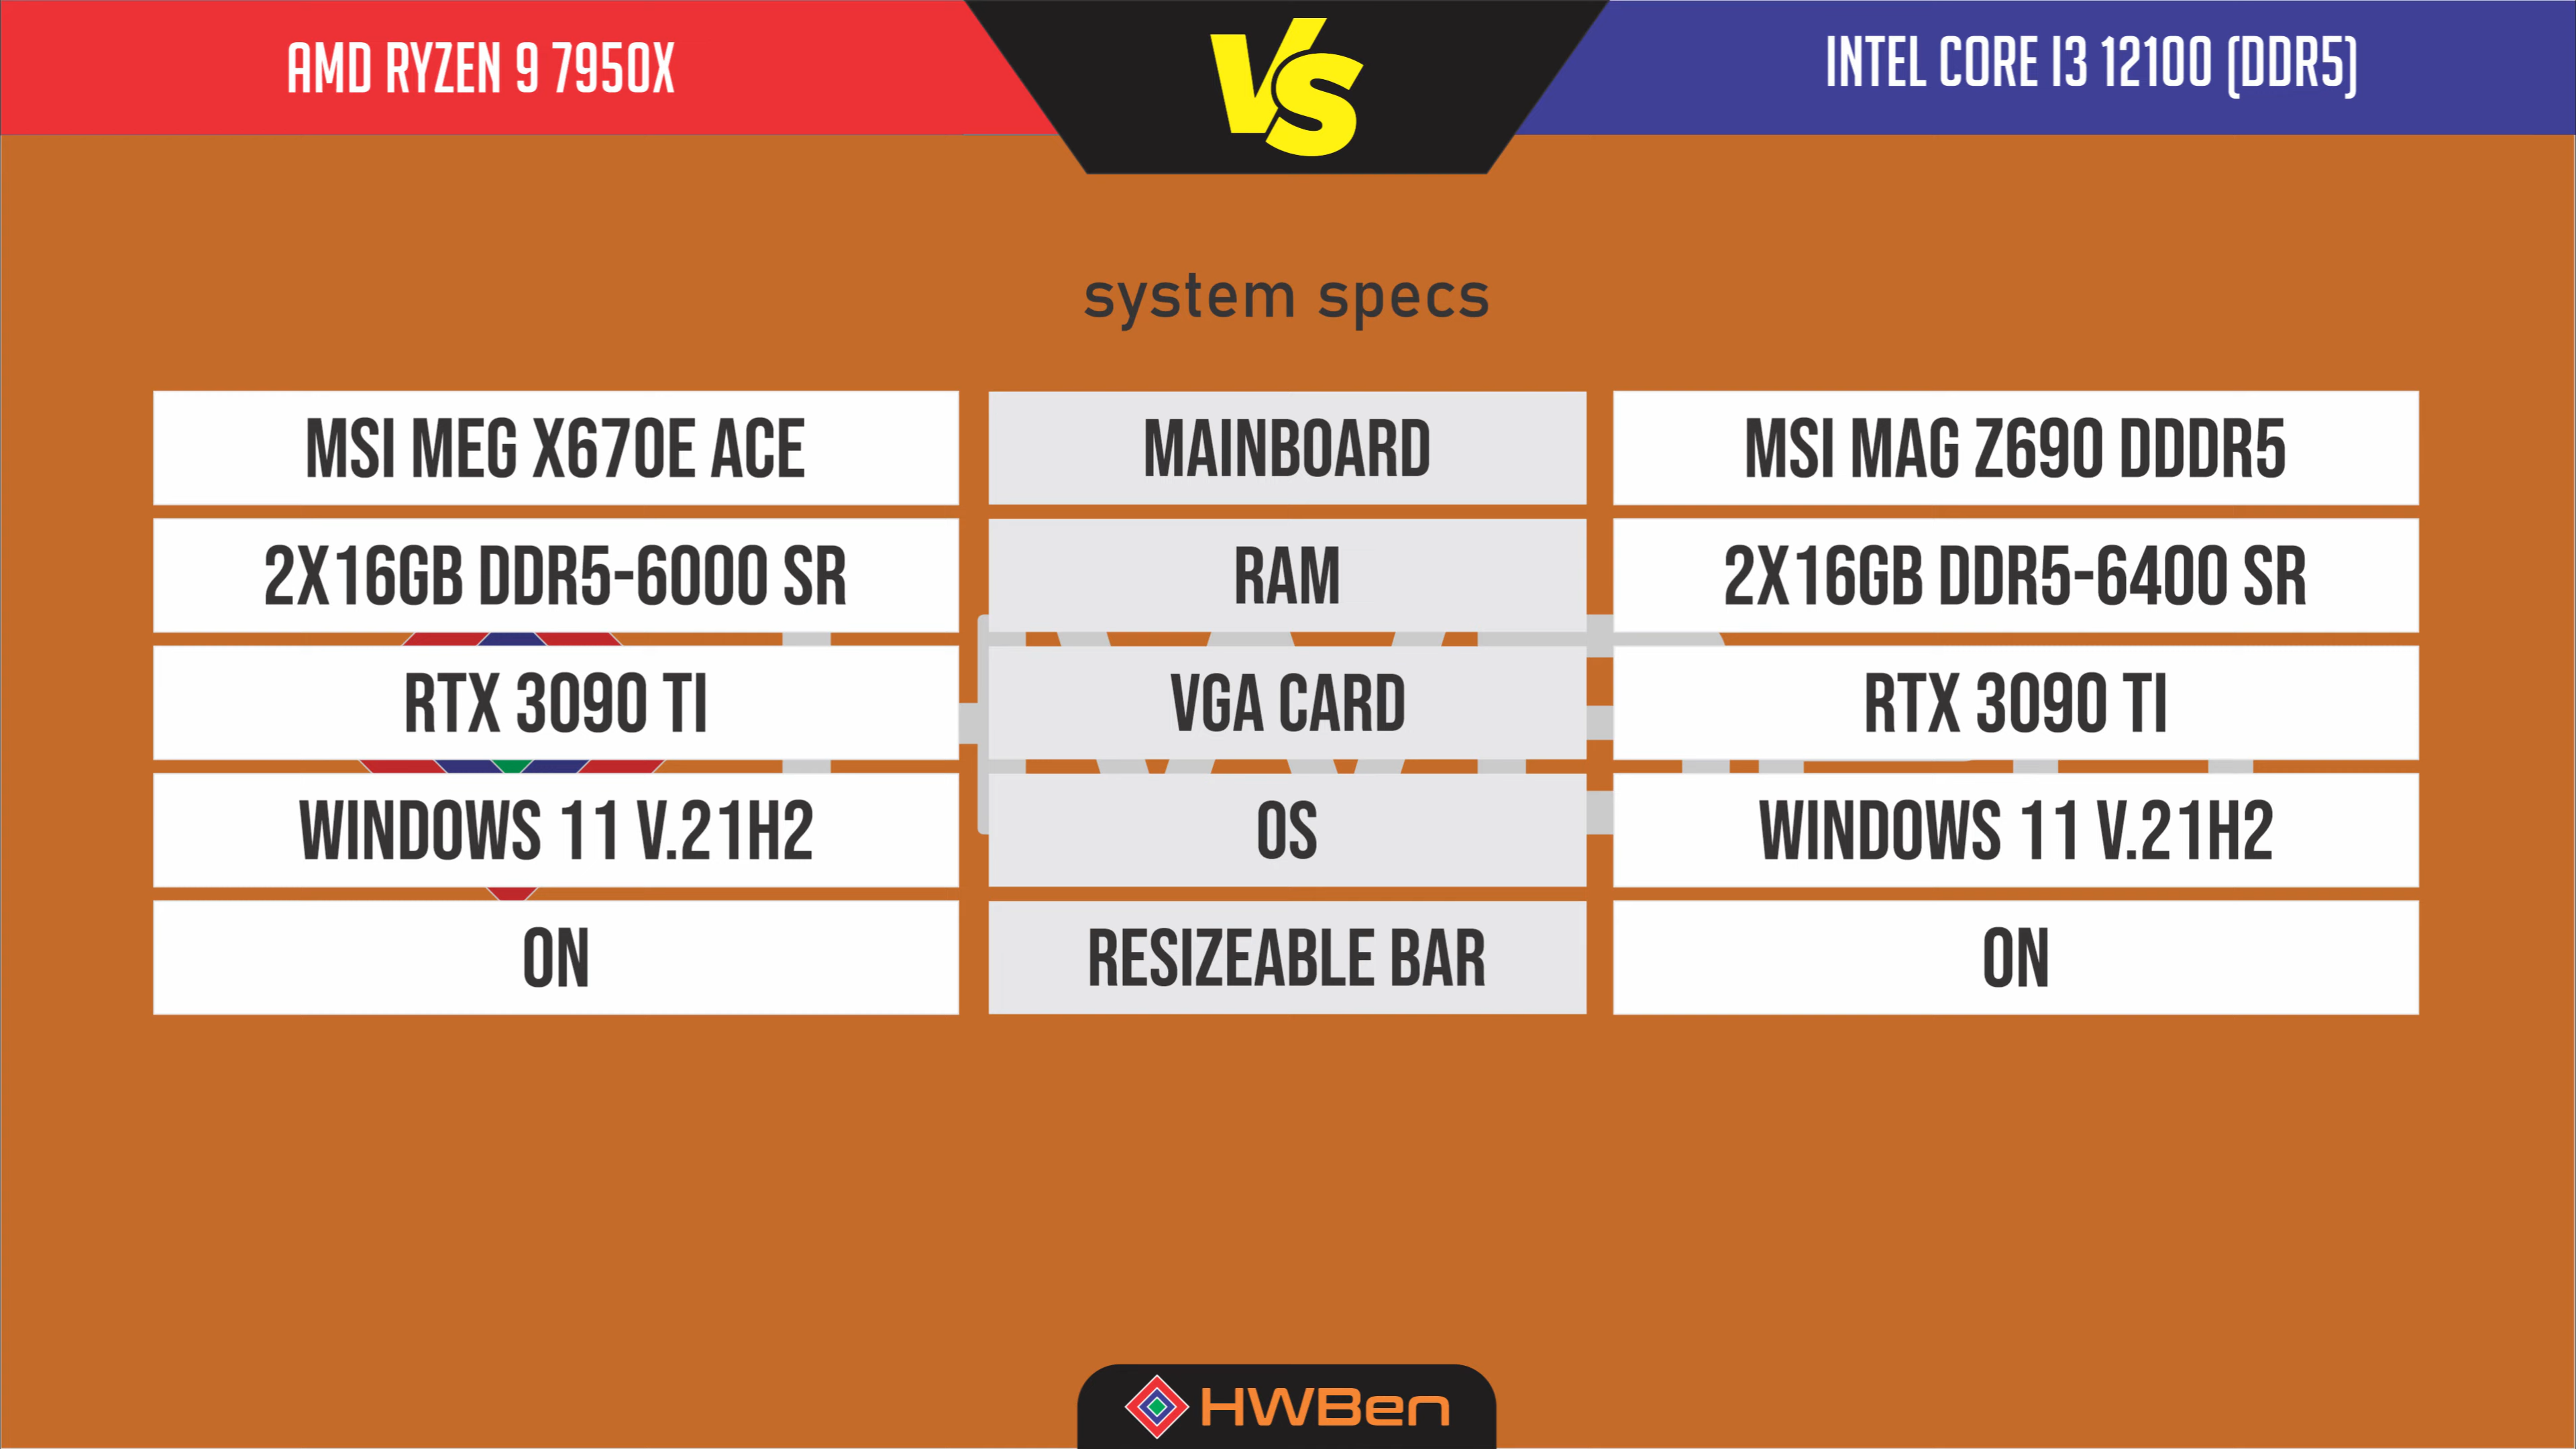 AMD RYZEN 9 7950X
VS
INTEL CORE I3 12100 (DDR5)
system specs
MSI MEG X670E ACE
MAINBOARD
MSI MAG Z690 DDDR5
2X16GB DDR5-6000 SR
RAM
2X16GB DDR5-6400 SR
RTX 3090 TI
VGA CARD
RTX 3090 TI
WINDOWS 11 V.21H2
OS
WINDOWS 11 V.21H2
ON
RESIZEABLE BAR
ON
HWBen